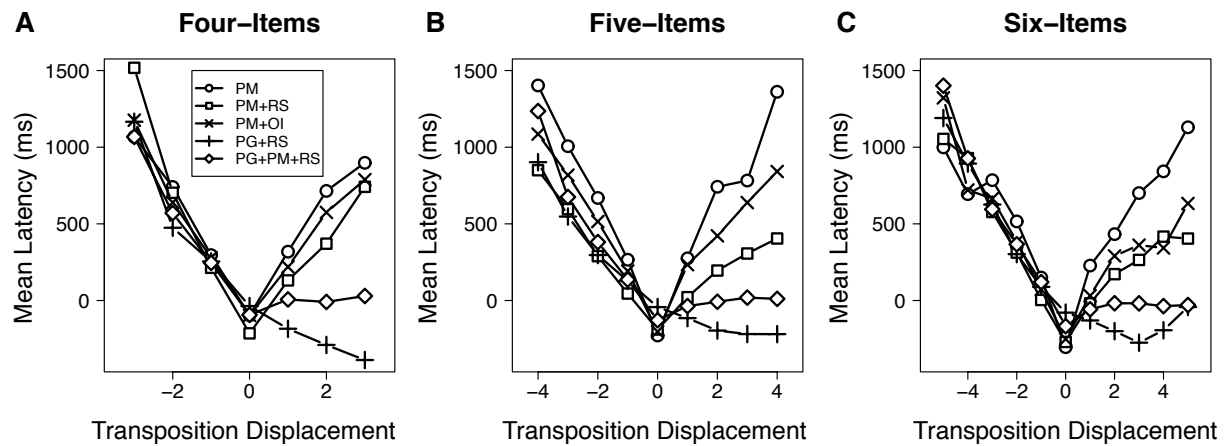 A
Four−Items
B
Five−Items
C
Six−Items
Mean Latency (ms)
1500
1000
500
0
PM
PM+RS
PM+OI
PG+RS
PG+PM+RS
−2
0
2
Transposition Displacement
Mean Latency (ms)
1500
1000
500
0
−4
−2
0
2
4
Transposition Displacement
Mean Latency (ms)
1500
1000
500
0
−4
−2
0
2
4
Transposition Displacement